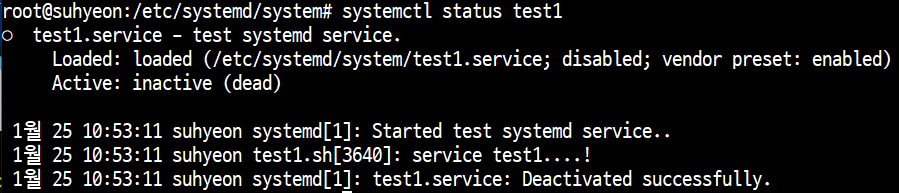 root@suhyeon:/etc/systemd/system# systemctl status test1
○ test1.service - test systemd service.
Loaded: loaded (/etc/systemd/system/test1.service; disabled; vendor preset: enabled)
Active: inactive (dead)
1월 25 10:53:11 suhyeon systemd[1]: Started test systemd service..
1월 25 10:53:11 suhyeon test1.sh[3640]: service test1....!
1월 25 10:53:11 suhyeon systemd[1]: test1.service: Deactivated successfully.